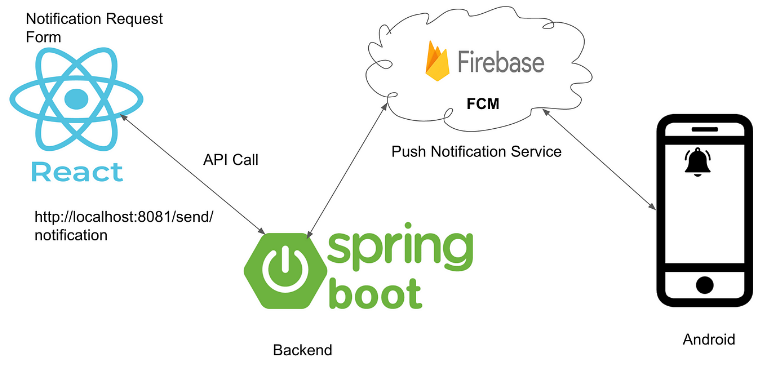 Notification Request
Form
React
API Call
http://localhost:8081/send/
notification
Firebase
FCM
Push Notification Service
spring
boot
Backend
Android